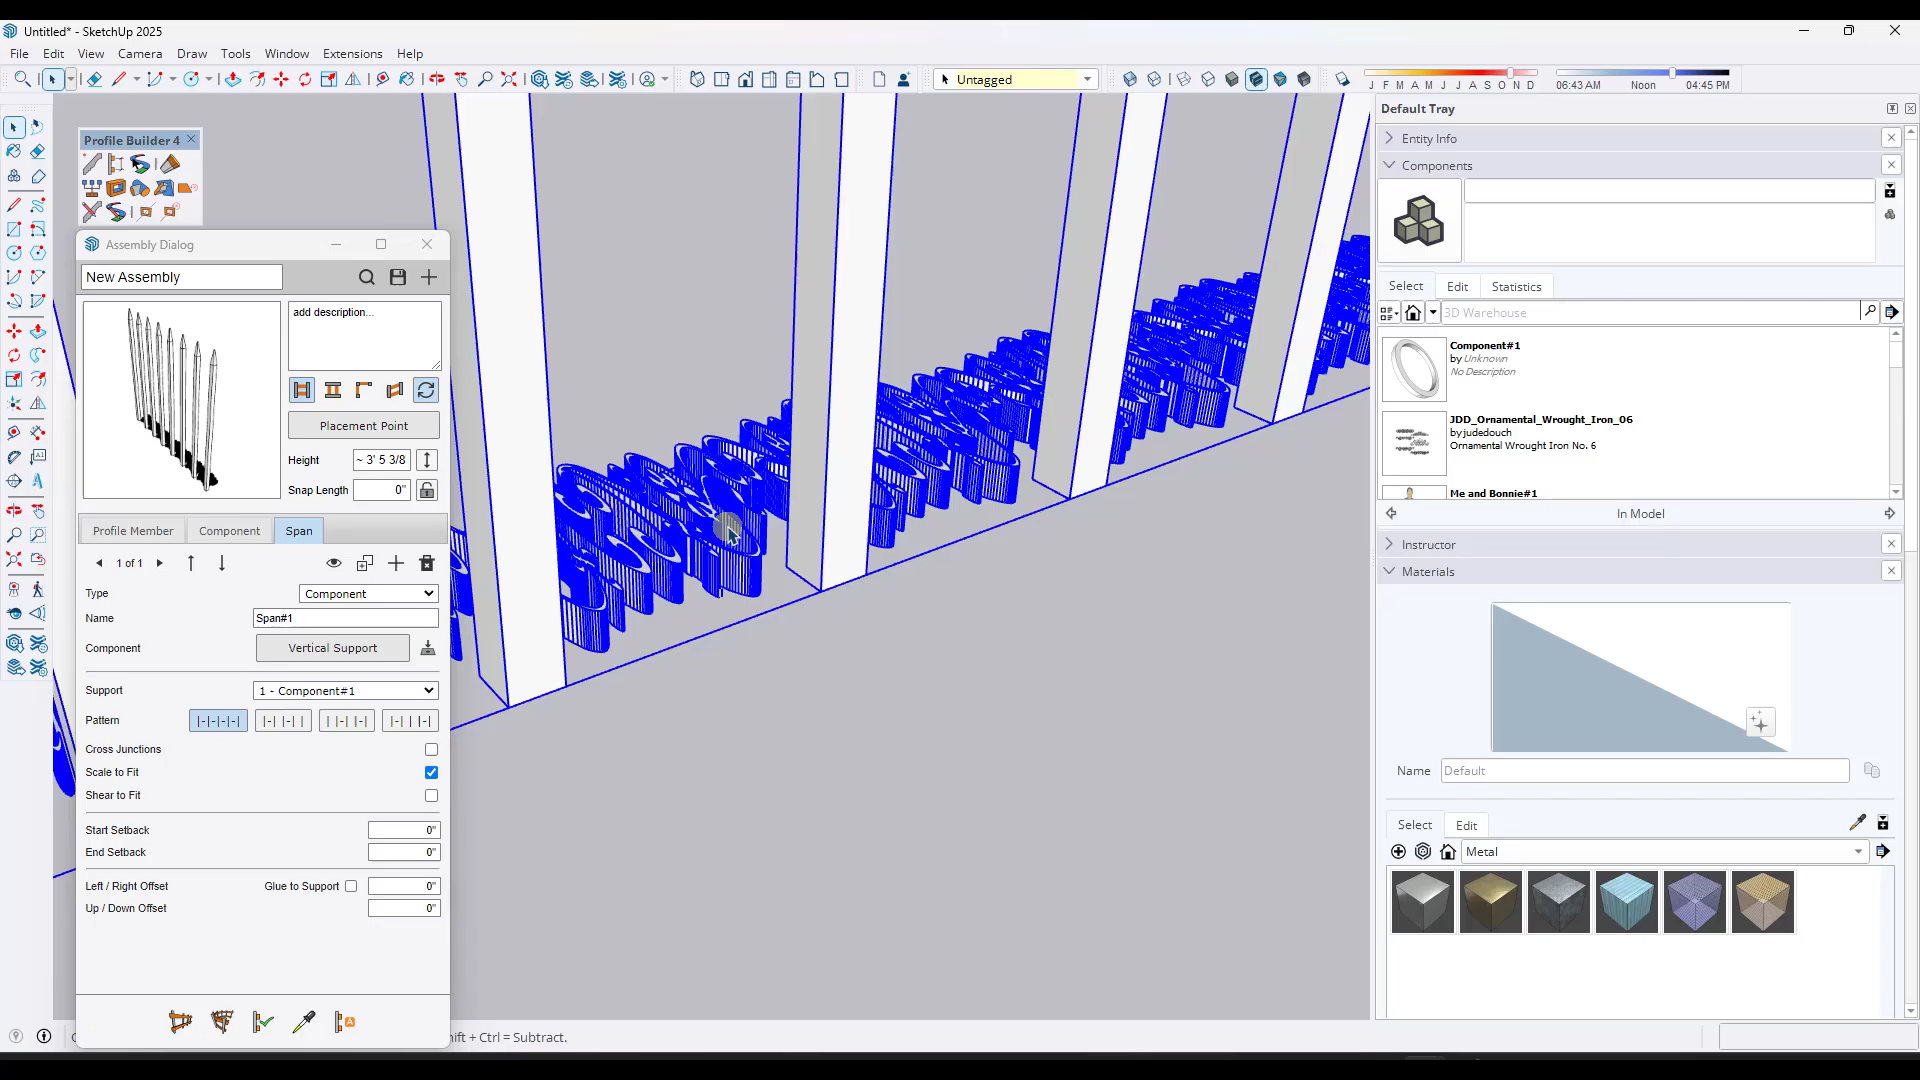 Untitled* - SketchUp 2025
File Edit View Camera Draw Tools Window Extensions Help
Untagged
J F M A M J J A S O N D
06:43 AM Noon 04:45 PM
Default Tray
Entity Info
Components
Select Edit Statistics
3D Warehouse
Component#1
by Unknown
No Description
JDD_Ornamental_Wrought_Iron_06
by judedouch
Ornamental Wrought Iron No. 6
Me and Bonnie#1
In Model
Instructor
Materials
Name Default
Select Edit
Metal
Profile Builder 4
Assembly Dialog
New Assembly
add description...
Placement Point
Height ~ 3' 5 3/8
Snap Length 0"
Profile Member Component Span
1 of 1
Type Component
Name Span#1
Component Vertical Support
Support 1 - Component#1
Pattern |-|-|-|-| |-| |-| | | |-| |-| |-| | |-|
Cross Junctions
Scale to Fit
Shear to Fit
Start Setback 0"
End Setback 0"
Left / Right Offset Glue to Support 0"
Up / Down Offset 0"
hift + Ctrl = Subtract.